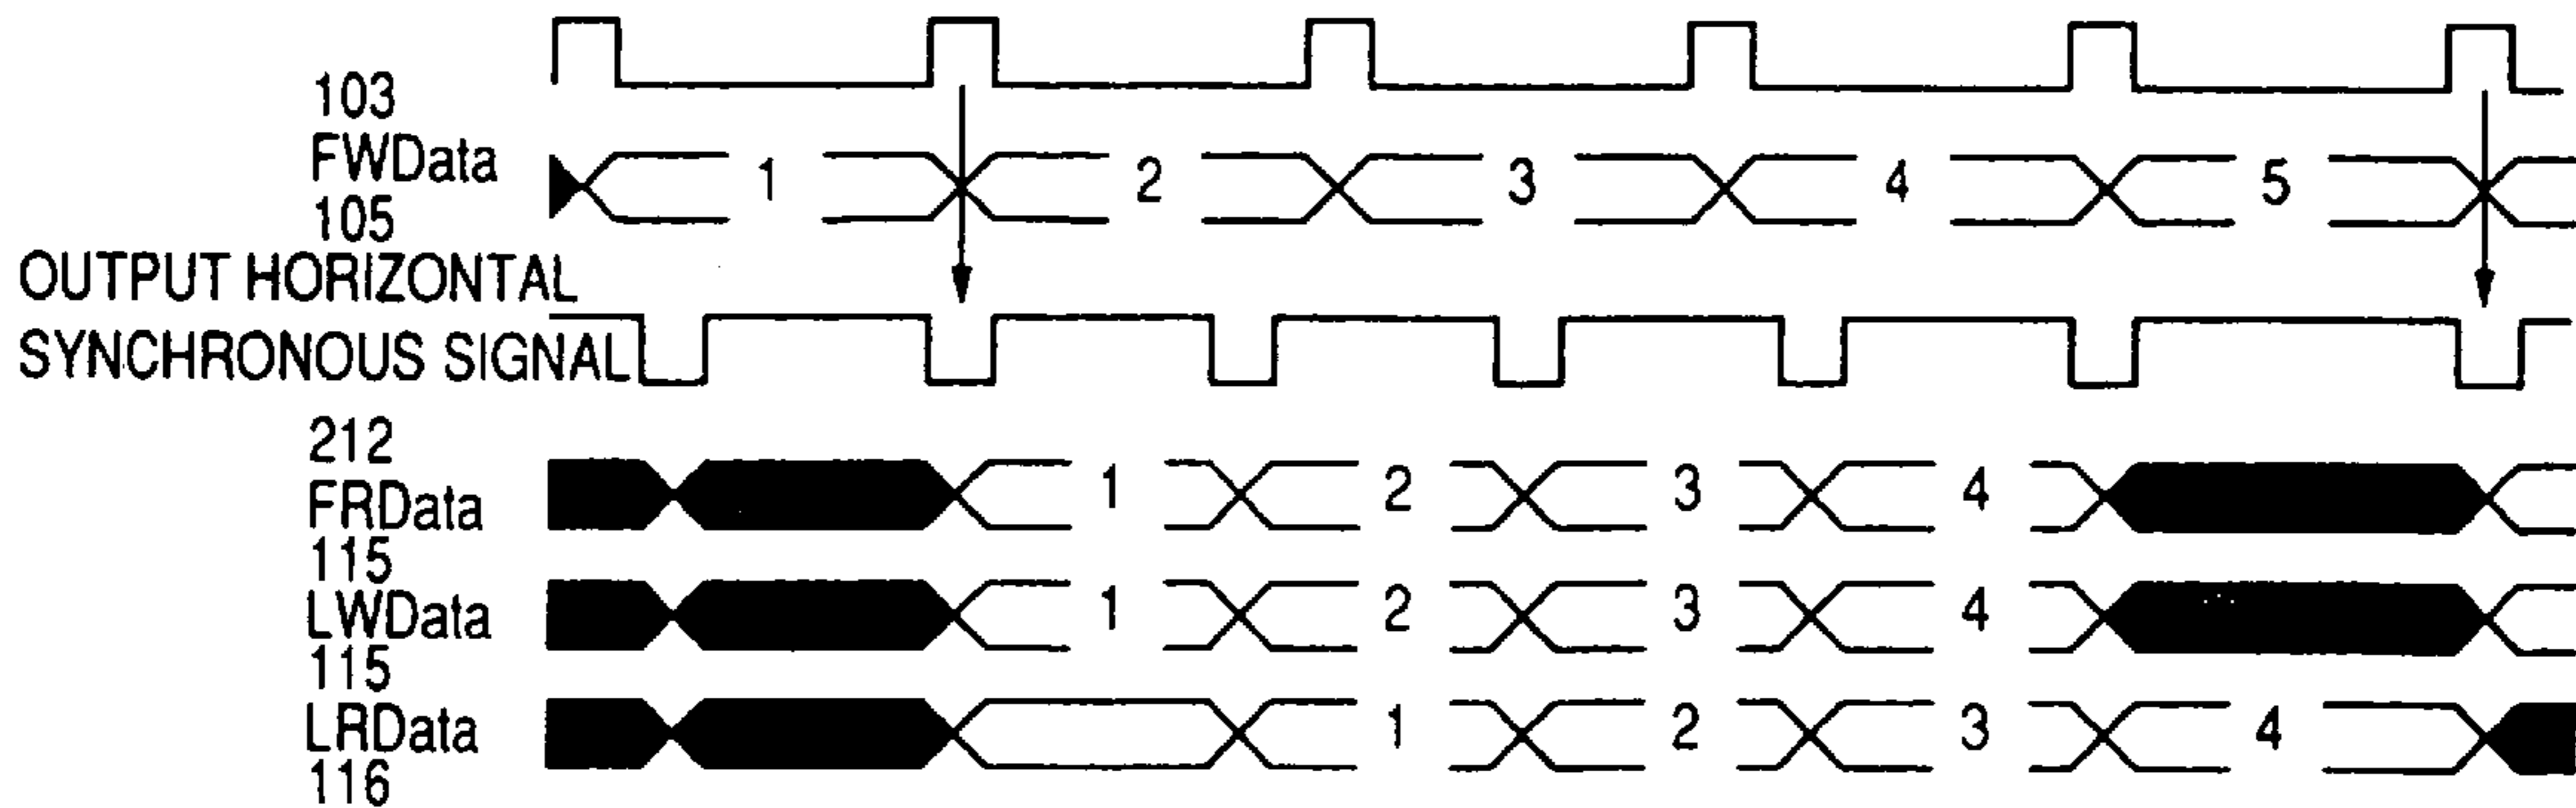 103
FWData 1 2 3 4 5
105
OUTPUT HORIZONTAL
SYNCHRONOUS SIGNAL
212
FRData 1 2 3 4
115
LWData 1 2 3 4
115
LRData 1 2 3 4
116